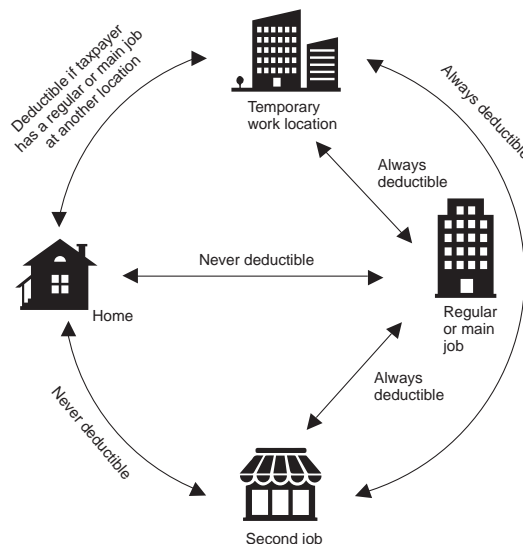 Deductible if taxpayer
has a regular or main job
at another location
Temporary
work location
Always deductible
Always
deductible
Never deductible
Home
Regular
or main
job
Always
deductible
Never deductible
Second job